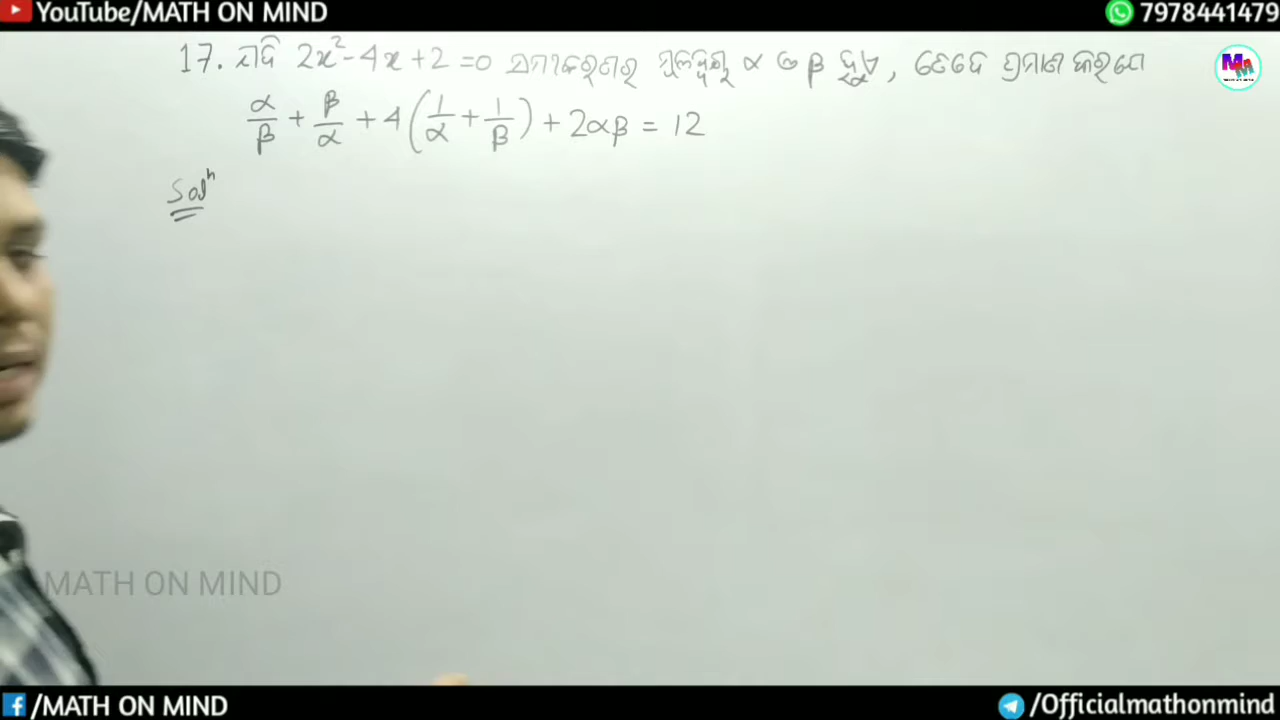 YouTube/MATH ON MIND
7978441479
17. ଯଦି 2x² - 4x + 2 = 0 ସମୀକରଣର ମୂଳଦ୍ୱୟ α ଓ β ହୁଏ, ତେବେ ପ୍ରମାଣ କର ଯେ
α/β + β/α + 4(1/α + 1/β) + 2αβ = 12
Solⁿ
MATH ON MIND
/MATH ON MIND
/Officialmathonmind